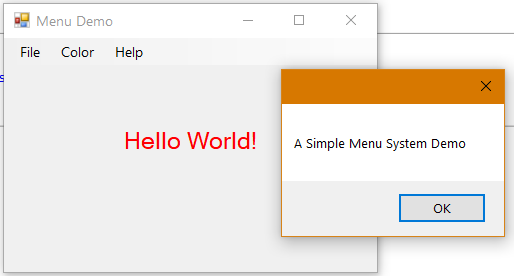 Menu Demo
File Color Help
Hello World!
A Simple Menu System Demo
OK